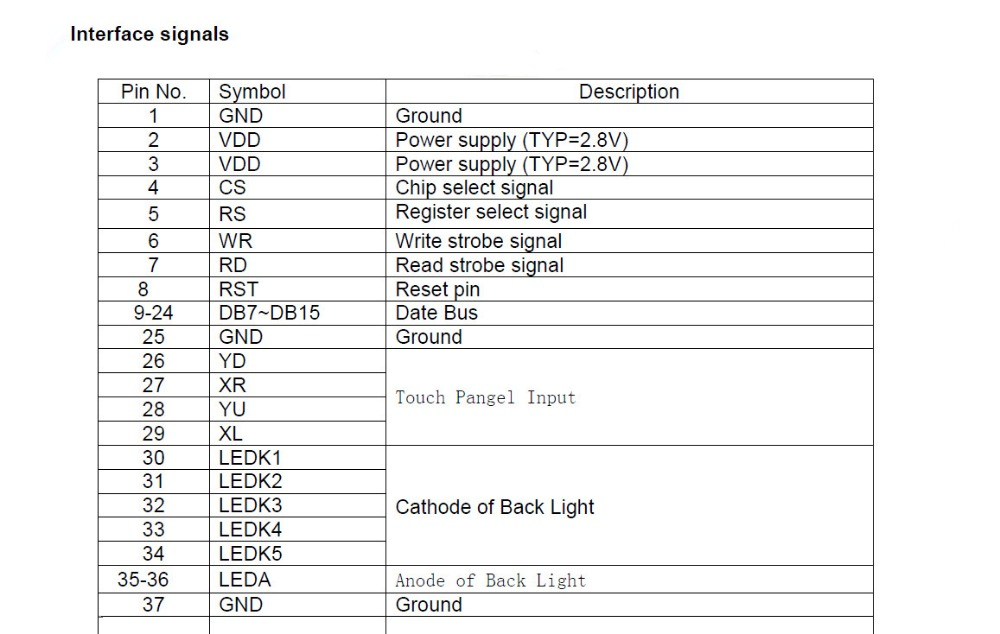 Interface signals
Pin No. Symbol Description
1 GND Ground
2 VDD Power supply (TYP=2.8V)
3 VDD Power supply (TYP=2.8V)
4 CS Chip select signal
5 RS Register select signal
6 WR Write strobe signal
7 RD Read strobe signal
8 RST Reset pin
9-24 DB7~DB15 Date Bus
25 GND Ground
26 YD
27 XR
Touch Pangel Input
28 YU
29 XL
30 LEDK1
31 LEDK2
32 LEDK3 Cathode of Back Light
33 LEDK4
34 LEDK5
35-36 LEDA Anode of Back Light
37 GND Ground